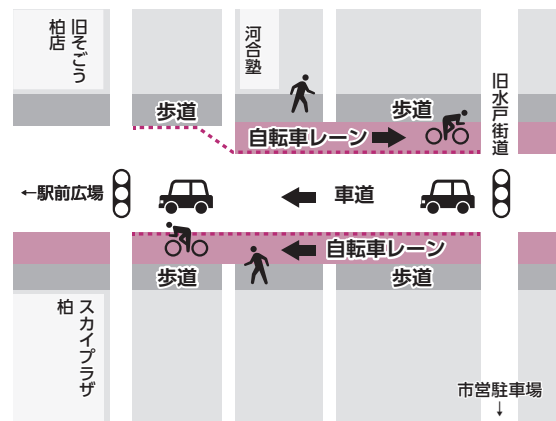 旧そごう
柏店
河合塾
旧水戸街道
歩道
歩道
自転車レーン
←駅前広場
車道
自転車レーン
歩道
歩道
スカイプラザ
柏
市営駐車場
↓